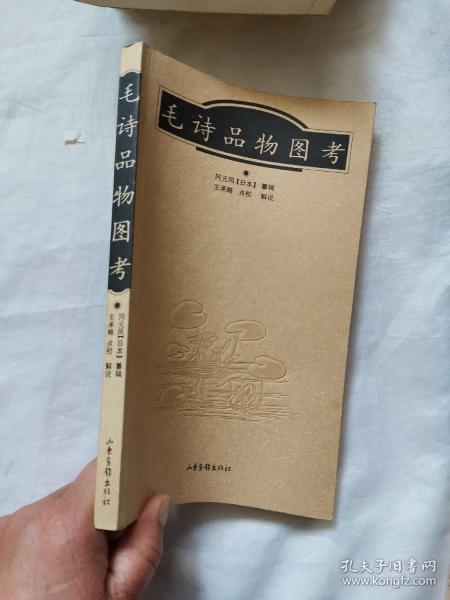 毛诗品物图考
冈元凤【日本】 纂辑
王承略 点校 解说
山东画报出版社
毛诗品物图考
冈元凤【日本】 纂辑
王承略 点校 解说
山东画报出版社
孔夫子旧书网
www.kongfz.com